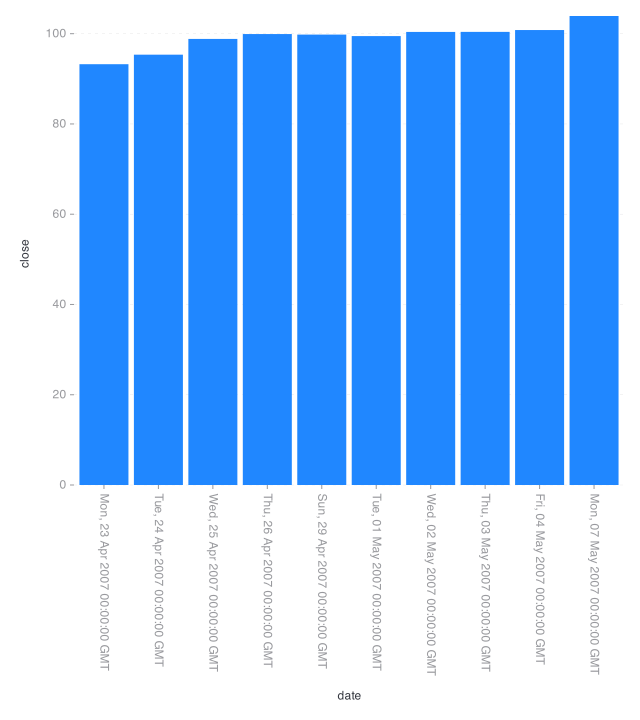 100
80
60
40
20
0
close
Mon, 23 Apr 2007 00:00:00 GMT
Tue, 24 Apr 2007 00:00:00 GMT
Wed, 25 Apr 2007 00:00:00 GMT
Thu, 26 Apr 2007 00:00:00 GMT
Sun, 29 Apr 2007 00:00:00 GMT
Tue, 01 May 2007 00:00:00 GMT
Wed, 02 May 2007 00:00:00 GMT
Thu, 03 May 2007 00:00:00 GMT
Fri, 04 May 2007 00:00:00 GMT
Mon, 07 May 2007 00:00:00 GMT
date